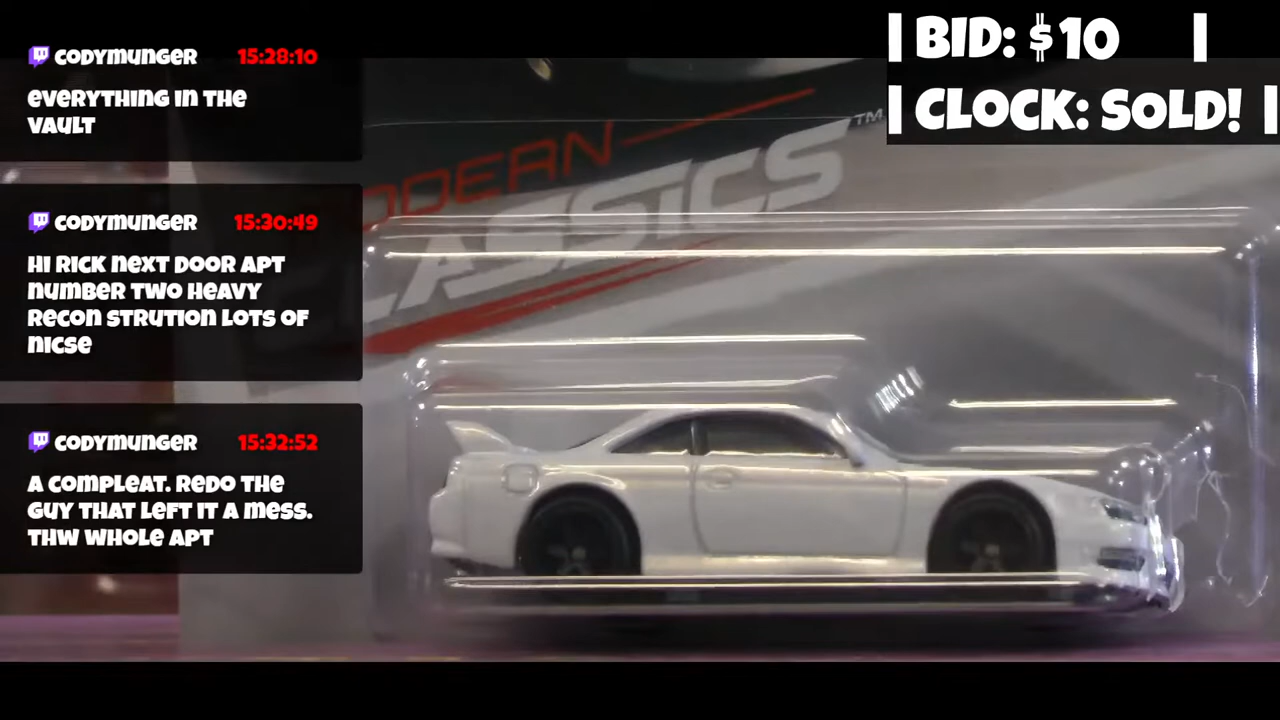 codymunger 15:28:10
everything in the
vault
codymunger 15:30:49
Hi Rick next door apt
number two heavy
recon strution lots of
nicse
codymunger 15:32:52
A compleat. Redo the
guy that left it a mess.
Thw whole apt
| BID: $10 |
| CLOCK: SOLD! |
MODERN
CLASSICS™